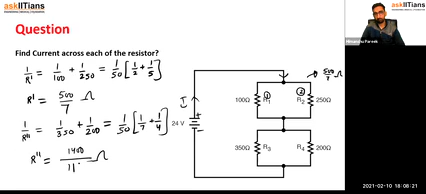 askIITians
askIITians
Question
Find Current across each of the resistor?
1/R' = 1/100 + 1/250 = 1/50 [1/2 + 1/5]
R' = 500/7 Ω
1/R'' = 1/350 + 1/200 = 1/50 [1/7 + 1/4]
R'' = 1400/11 Ω
500/7 Ω
I
24 V
+
−
100Ω
R1
1
2
R2
250Ω
350Ω
R3
R4
200Ω
2021-02-10 18:08:21